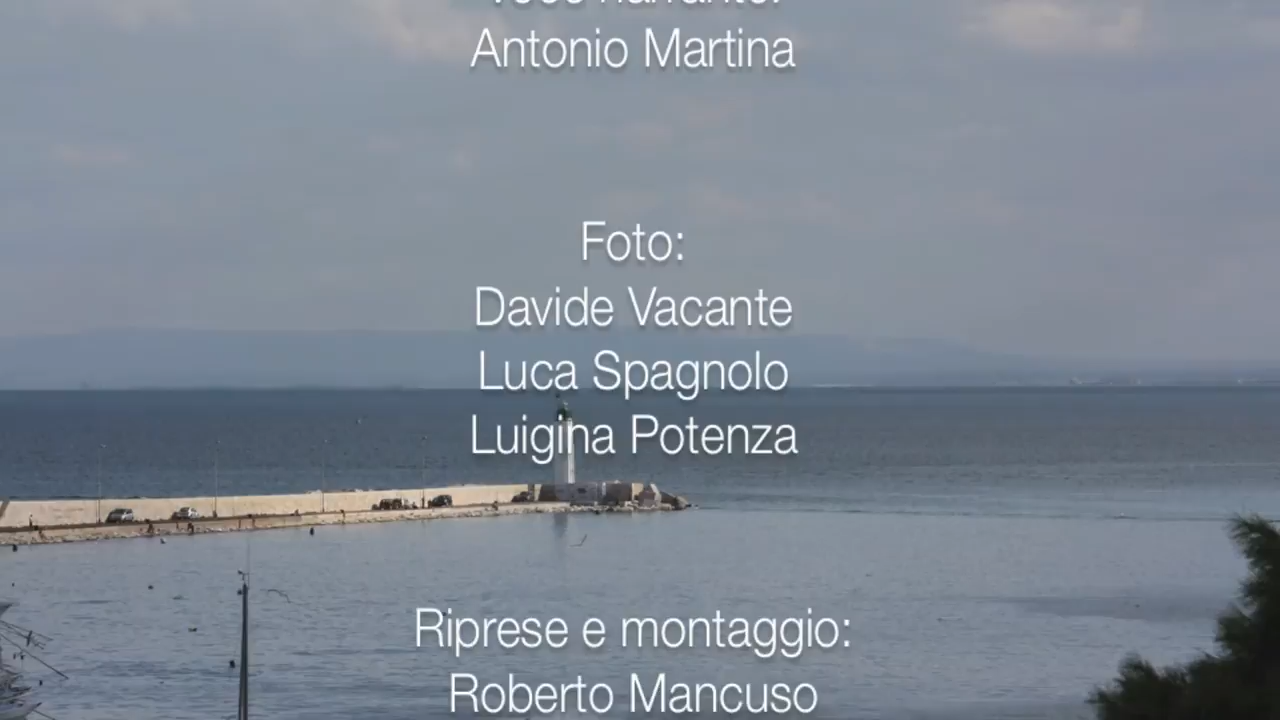 Antonio Martina
Foto:
Davide Vacante
Luca Spagnolo
Luigina Potenza
Riprese e montaggio:
Roberto Mancuso